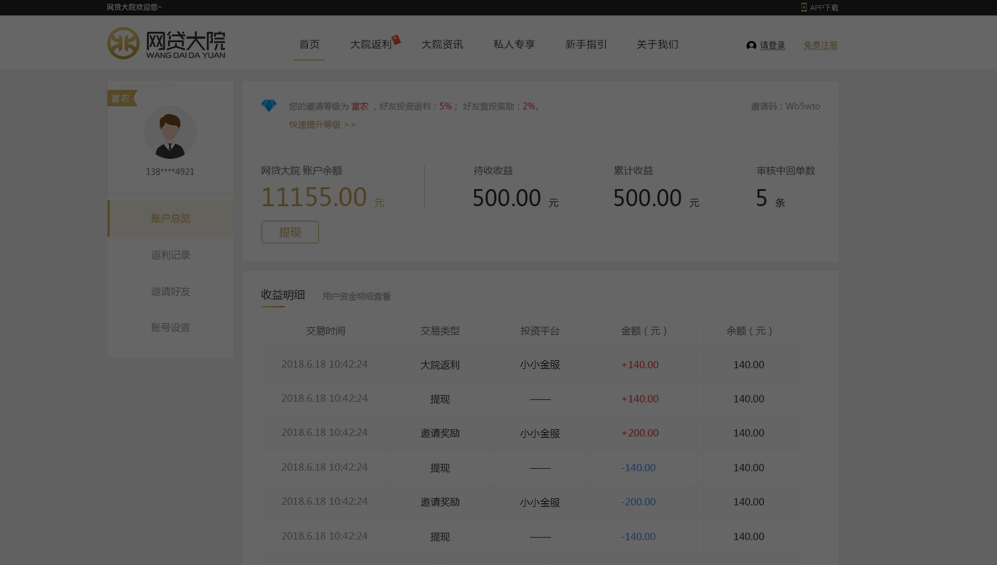 网贷大院欢迎您~
APP下载
网贷大院
WANG DAI DA YUAN
首页
大院返利
大院资讯
私人专享
新手指引
关于我们
请登录
免费注册
富农
138****4921
账户总览
返利记录
邀请好友
账号设置
您的邀请等级为 富农 ，好友投资返利：5%； 好友复投奖励：2%。
邀请码：Wb5wto
快速提升等级 >>
网贷大院 账户余额
待收收益
累计收益
审核中回单数
11155.00 元
500.00 元
500.00 元
5 条
提现
收益明细
用户资金明细查看
交易时间 交易类型 投资平台 金额（元） 余额（元）
2018.6.18 10:42:24 大院返利 小小金服 +140.00 140.00
2018.6.18 10:42:24 提现 —— +140.00 140.00
2018.6.18 10:42:24 邀请奖励 小小金服 +200.00 140.00
2018.6.18 10:42:24 提现 —— -140.00 140.00
2018.6.18 10:42:24 邀请奖励 小小金服 -200.00 140.00
2018.6.18 10:42:24 提现 —— -140.00 140.00